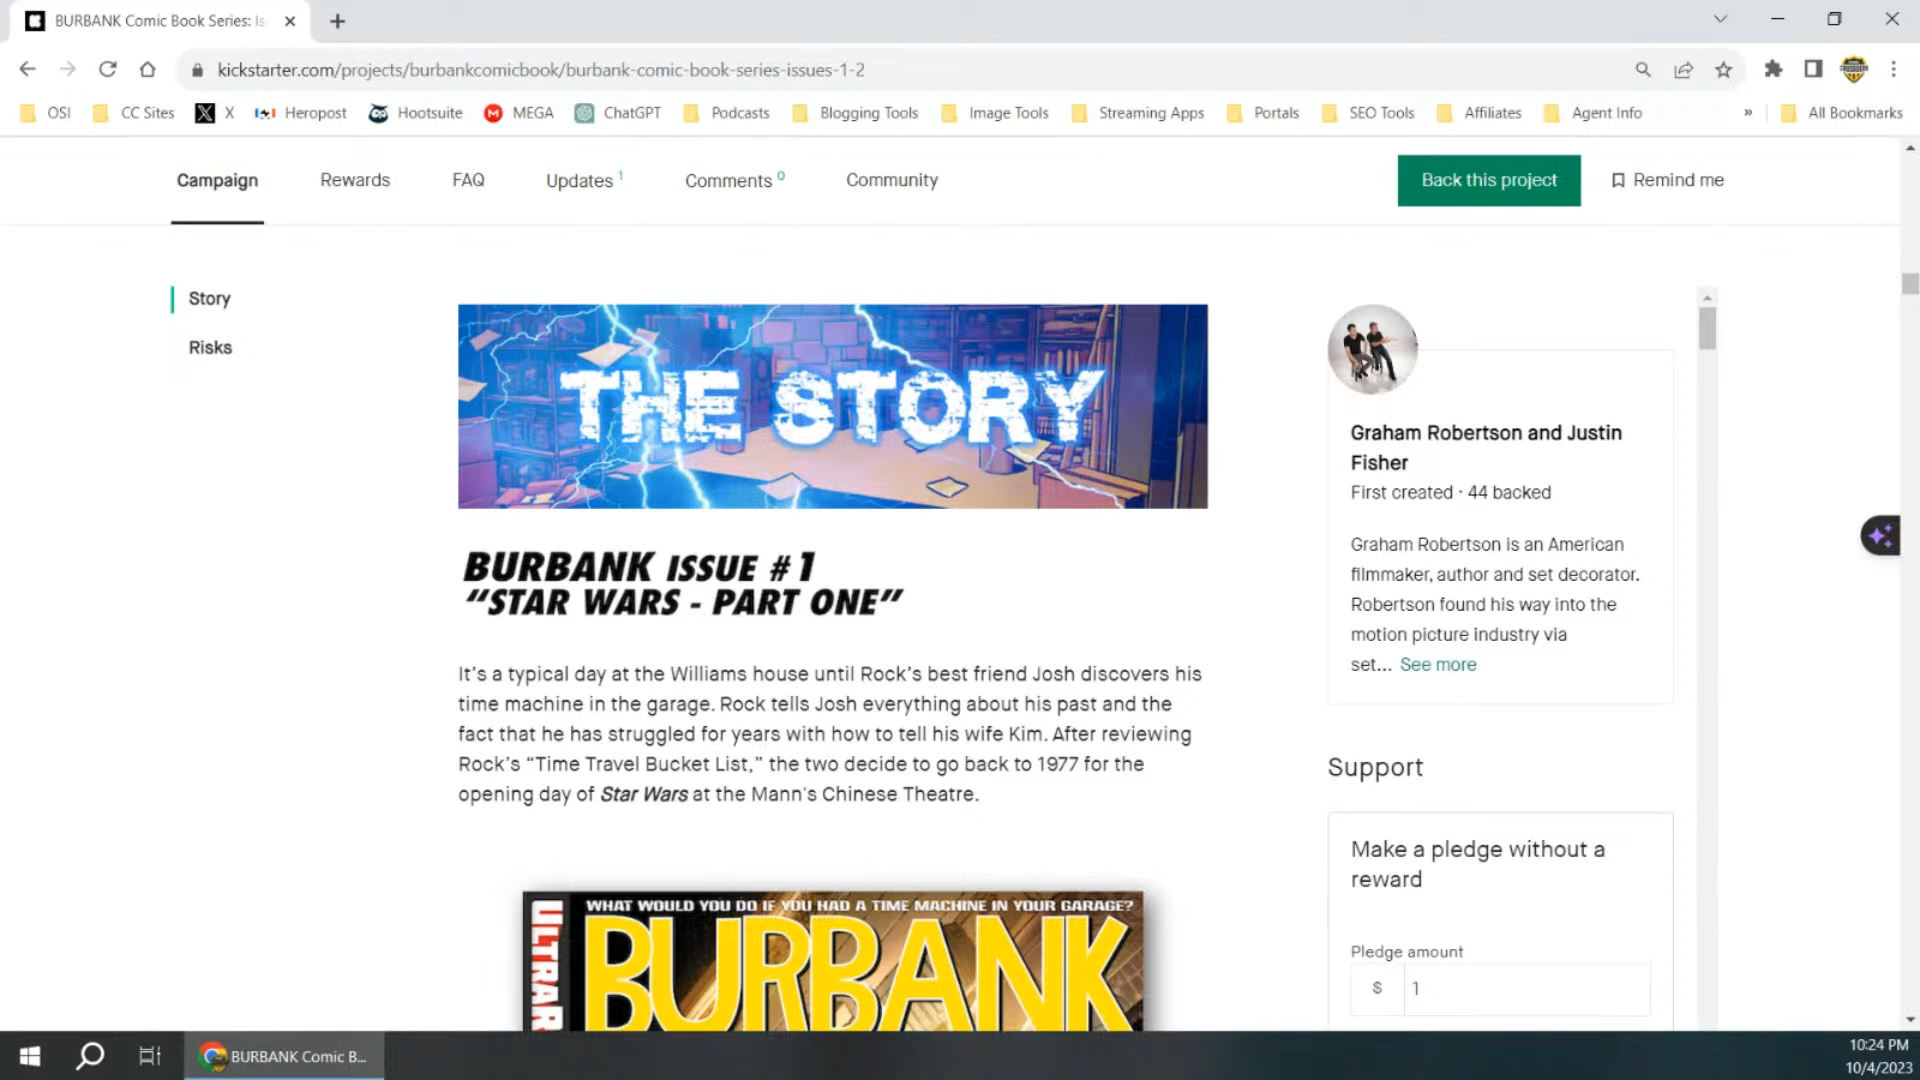 BURBANK Comic Book Series: Is
kickstarter.com/projects/burbankcomicbook/burbank-comic-book-series-issues-1-2
OSI CC Sites X Heropost Hootsuite MEGA ChatGPT Podcasts Blogging Tools Image Tools Streaming Apps Portals SEO Tools Affiliates Agent Info » All Bookmarks
Campaign Rewards FAQ Updates 1 Comments 0 Community Back this project Remind me
Story
Risks
THE STORY
BURBANK ISSUE #1
"STAR WARS - PART ONE"
It's a typical day at the Williams house until Rock's best friend Josh discovers his
time machine in the garage. Rock tells Josh everything about his past and the
fact that he has struggled for years with how to tell his wife Kim. After reviewing
Rock's “Time Travel Bucket List,” the two decide to go back to 1977 for the
opening day of Star Wars at the Mann's Chinese Theatre.
WHAT WOULD YOU DO IF YOU HAD A TIME MACHINE IN YOUR GARAGE?
ULTRAR
BURBANK
Graham Robertson and Justin
Fisher
First created · 44 backed
Graham Robertson is an American
filmmaker, author and set decorator.
Robertson found his way into the
motion picture industry via
set... See more
Support
Make a pledge without a
reward
Pledge amount
$ 1
BURBANK Comic B...
10:24 PM
10/4/2023